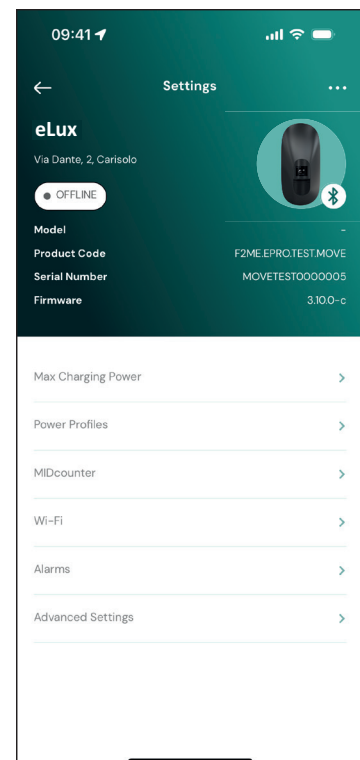 09:41
Settings
eLux
Via Dante, 2, Carisolo
OFFLINE
Model –
Product Code F2ME.EPRO.TEST.MOVE
Serial Number MOVETEST0000005
Firmware 3.10.0-c
Max Charging Power
Power Profiles
MIDcounter
Wi-Fi
Alarms
Advanced Settings